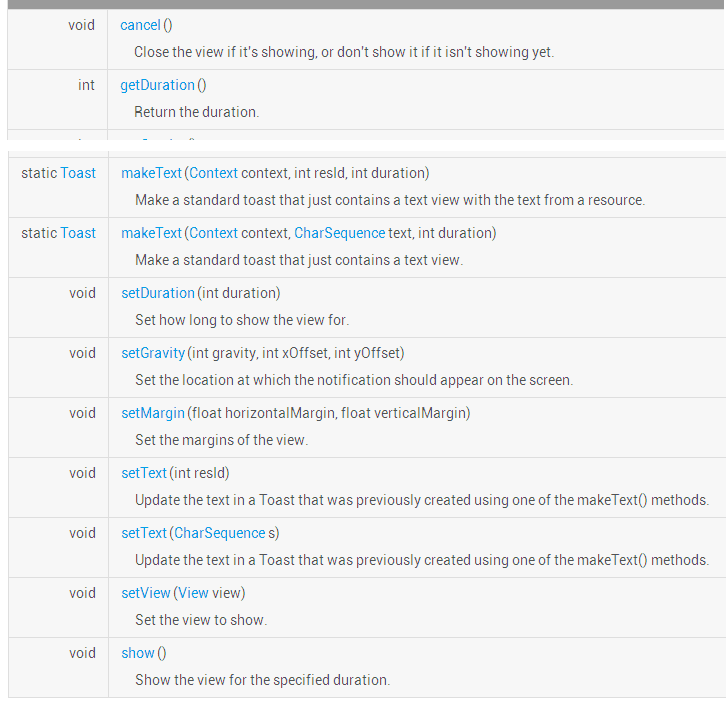 void cancel()
Close the view if it's showing, or don't show it if it isn't showing yet.
int getDuration()
Return the duration.
static Toast makeText(Context context, int resId, int duration)
Make a standard toast that just contains a text view with the text from a resource.
static Toast makeText(Context context, CharSequence text, int duration)
Make a standard toast that just contains a text view.
void setDuration(int duration)
Set how long to show the view for.
void setGravity(int gravity, int xOffset, int yOffset)
Set the location at which the notification should appear on the screen.
void setMargin(float horizontalMargin, float verticalMargin)
Set the margins of the view.
void setText(int resId)
Update the text in a Toast that was previously created using one of the makeText() methods.
void setText(CharSequence s)
Update the text in a Toast that was previously created using one of the makeText() methods.
void setView(View view)
Set the view to show.
void show()
Show the view for the specified duration.